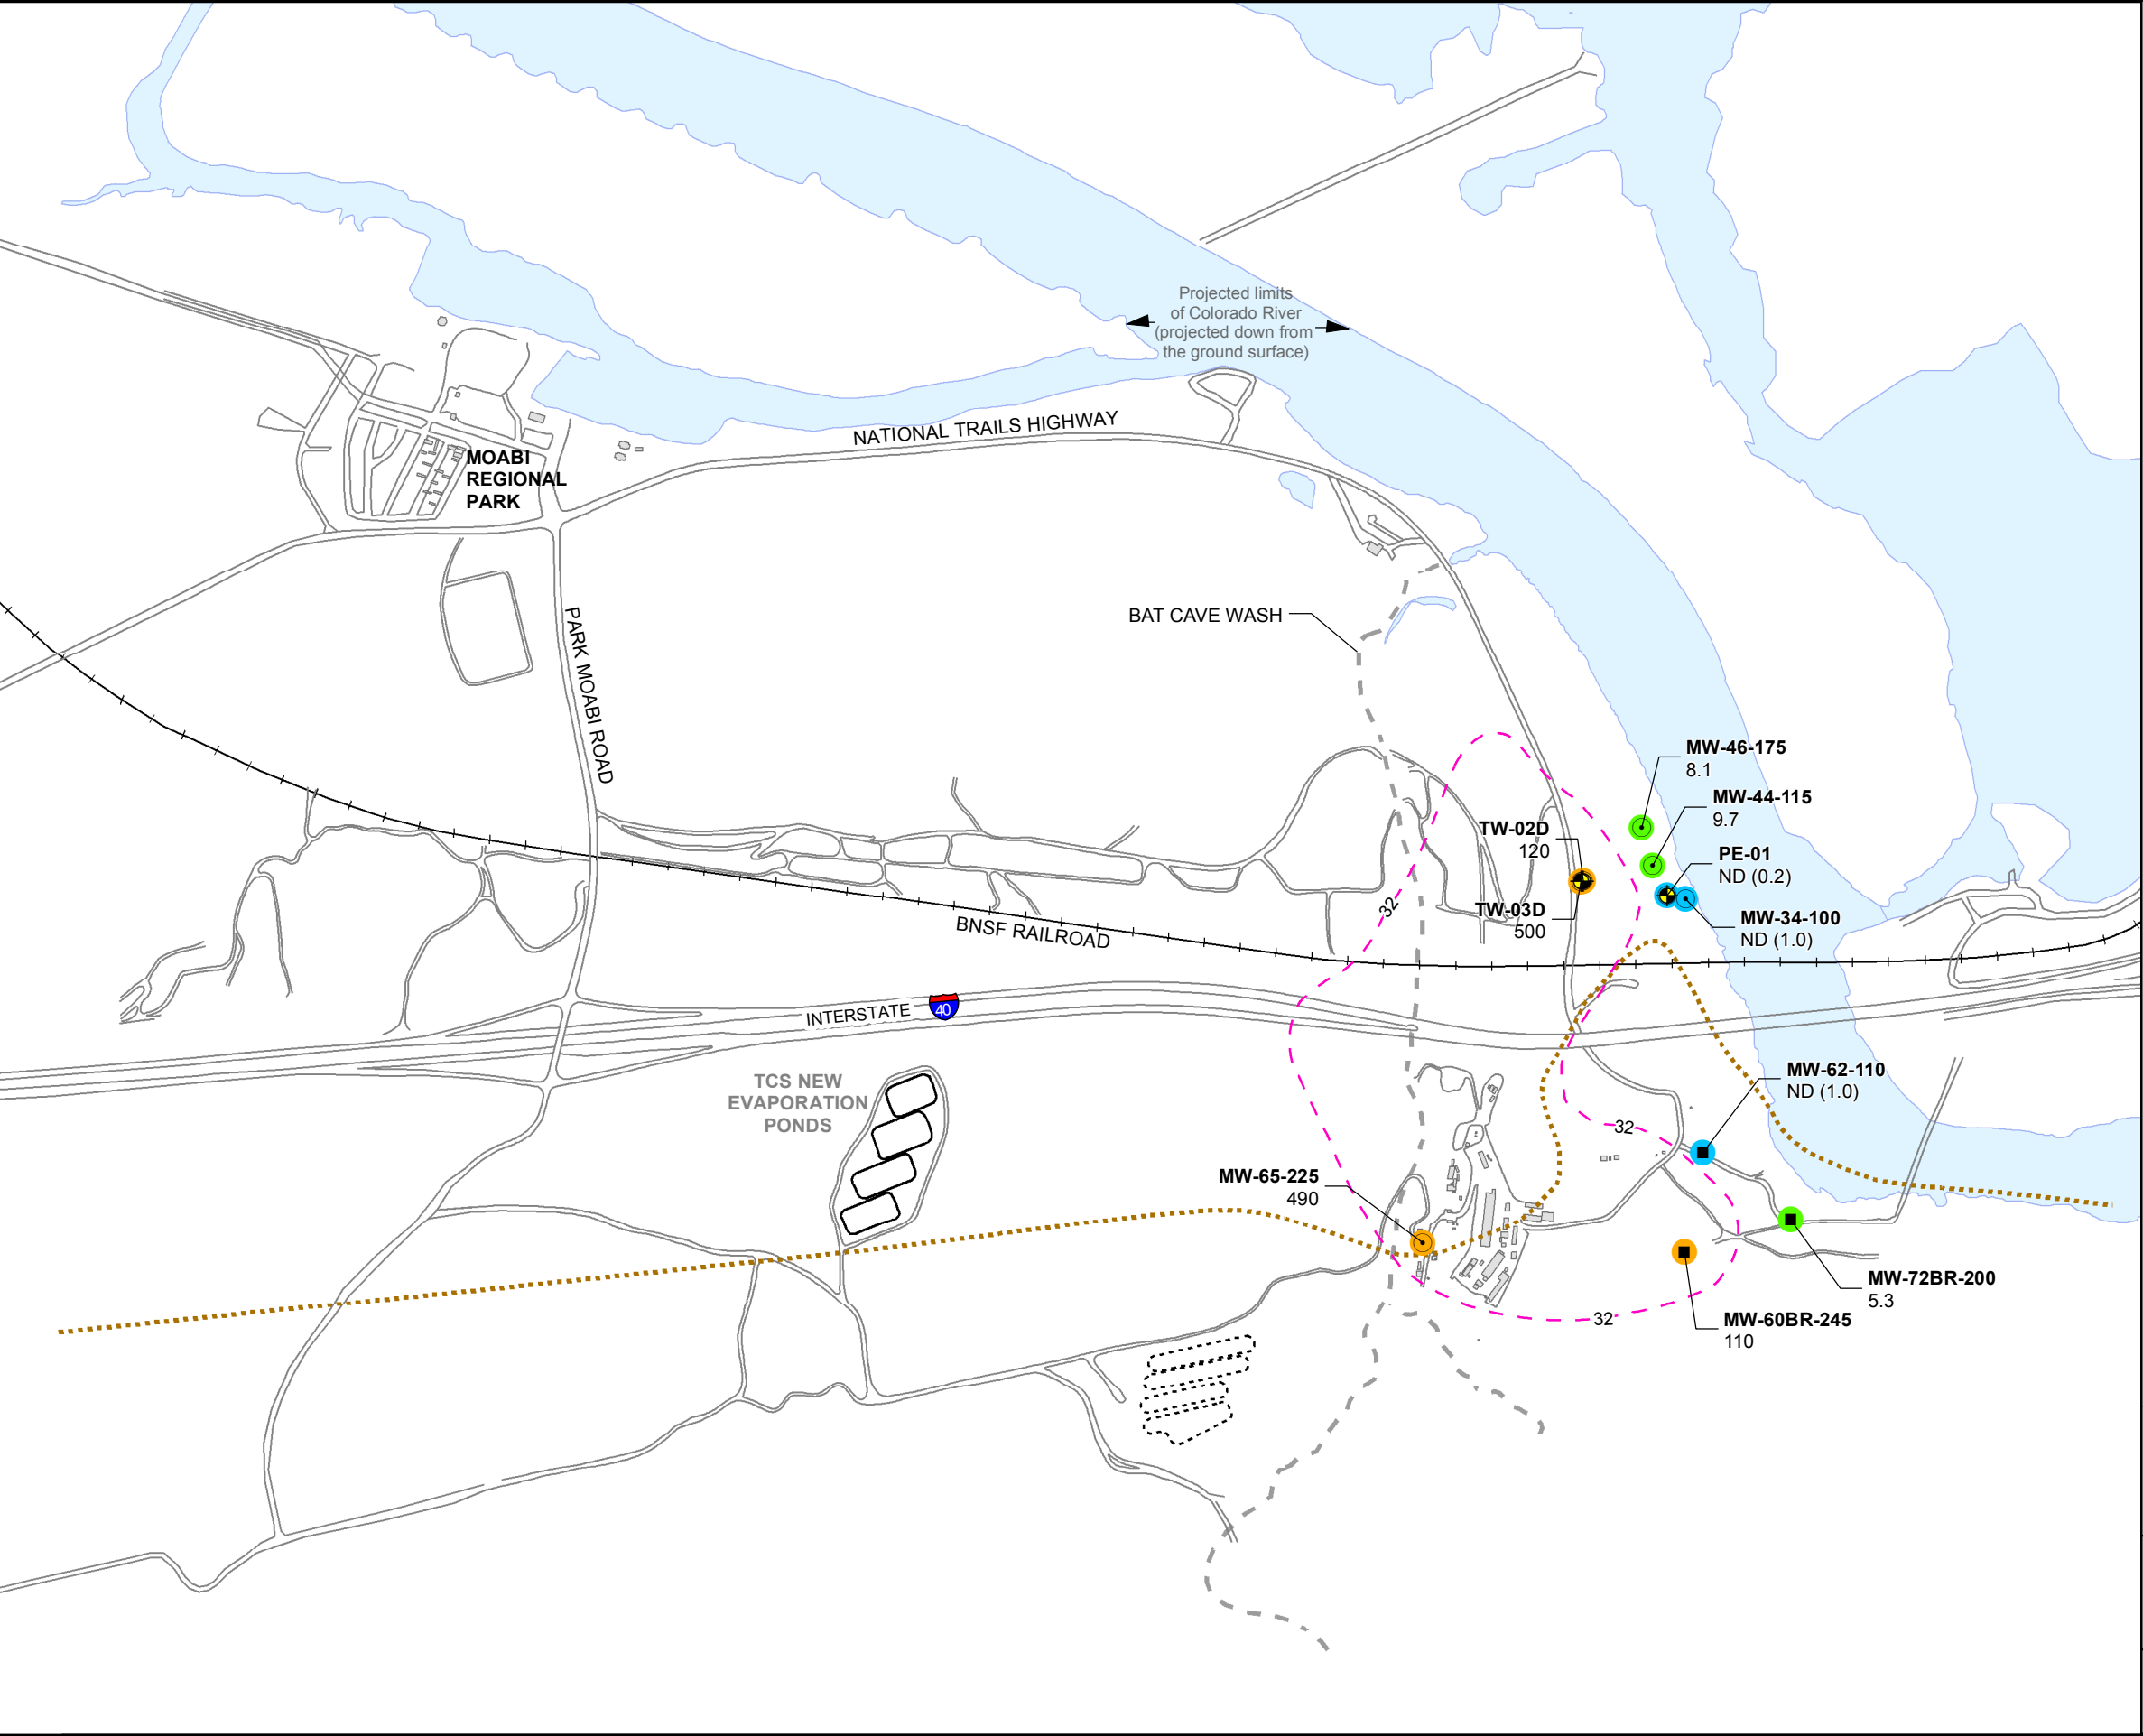 Projected limits
of Colorado River
(projected down from
the ground surface)
NATIONAL TRAILS HIGHWAY
MOABI
REGIONAL
PARK
BAT CAVE WASH
PARK MOABI ROAD
MW-46-175
8.1
MW-44-115
9.7
TW-02D
120
PE-01
ND (0.2)
32
TW-03D
500
MW-34-100
ND (1.0)
BNSF RAILROAD
INTERSTATE
40
TCS NEW
EVAPORATION
PONDS
MW-62-110
ND (1.0)
32
MW-65-225
490
MW-72BR-200
5.3
32
MW-60BR-245
110